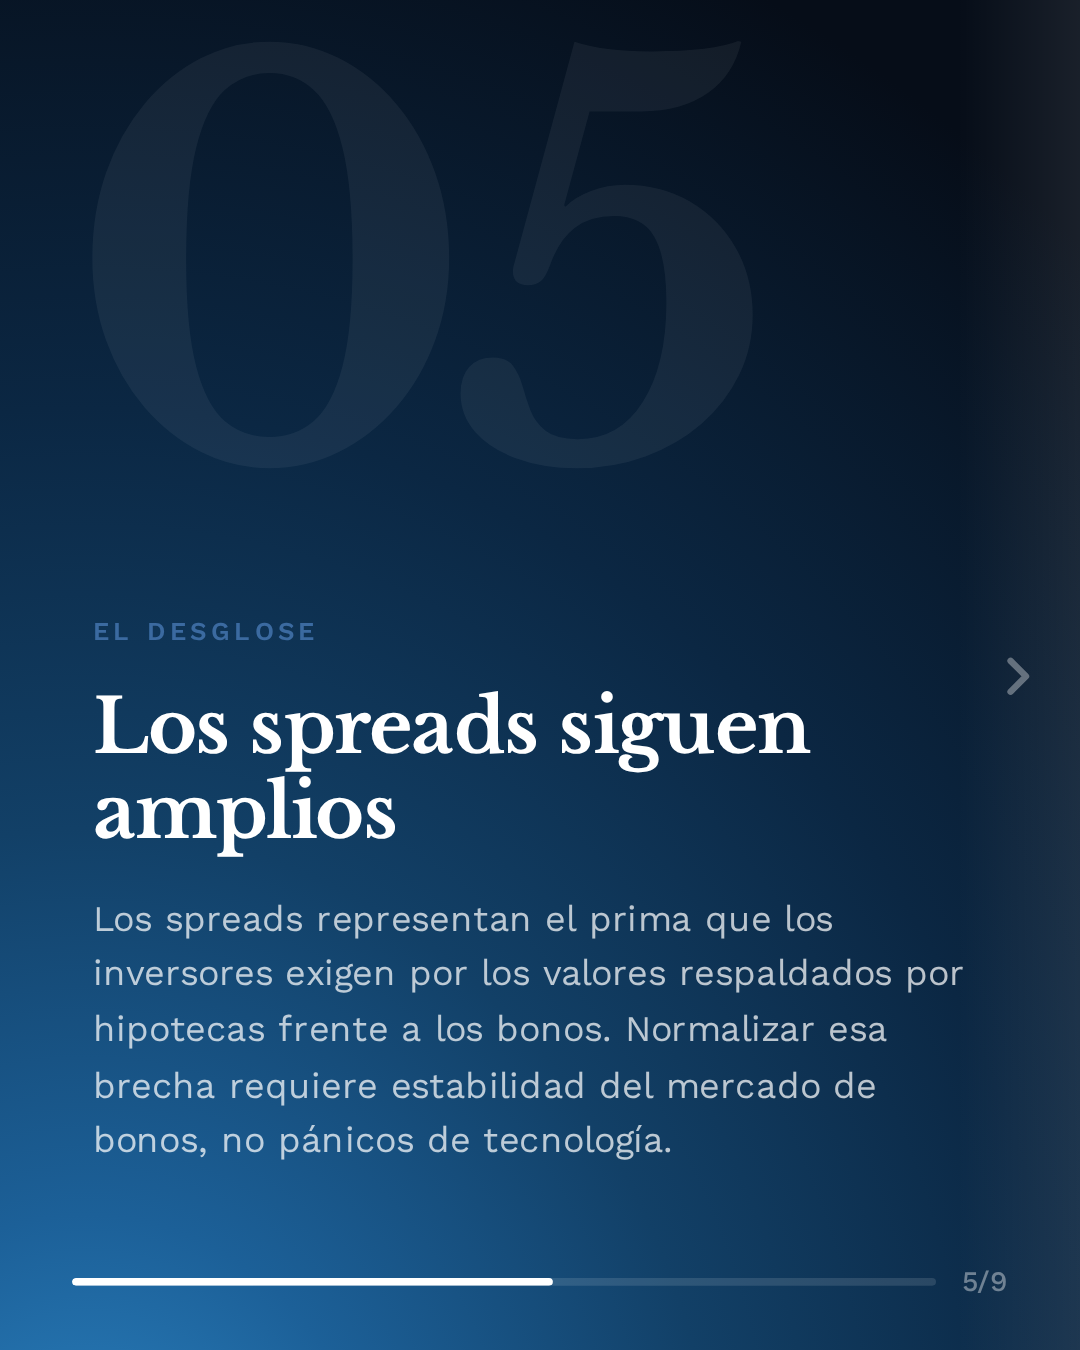 05
EL DESGLOSE
Los spreads siguen
amplios
Los spreads representan el prima que los
inversores exigen por los valores respaldados por
hipotecas frente a los bonos. Normalizar esa
brecha requiere estabilidad del mercado de
bonos, no pánicos de tecnología.
5/9